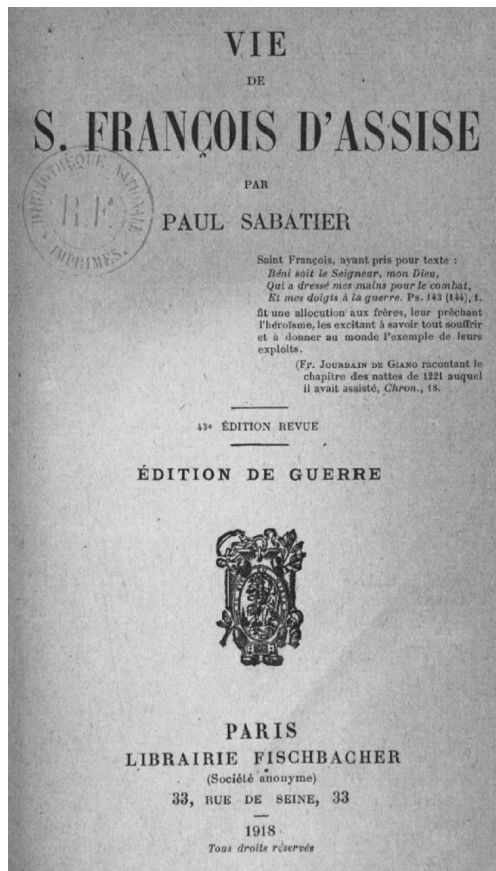 VIE
DE
S. FRANÇOIS D'ASSISE
BIBLIOTHÈQUE NATIONALE
R.F.
IMPRIMÉS.
PAR
PAUL SABATIER
Saint François, ayant pris pour texte :
Béni soit le Seigneur, mon Dieu,
Qui a dressé mes mains pour le combat,
Et mes doigts à la guerre. Ps. 143 (144), 1.
fit une allocution aux frères, leur prêchant
l'héroïsme, les excitant à savoir tout souffrir
et à donner au monde l'exemple de leurs
exploits.
(Fr. JOURDAIN DE GIANO racontant le
chapitre des nattes de 1221 auquel
il avait assisté, Chron., 18.
43e ÉDITION REVUE
ÉDITION DE GUERRE
PARIS
LIBRAIRIE FISCHBACHER
(Société anonyme)
33, RUE DE SEINE, 33
1918
Tous droits réservés